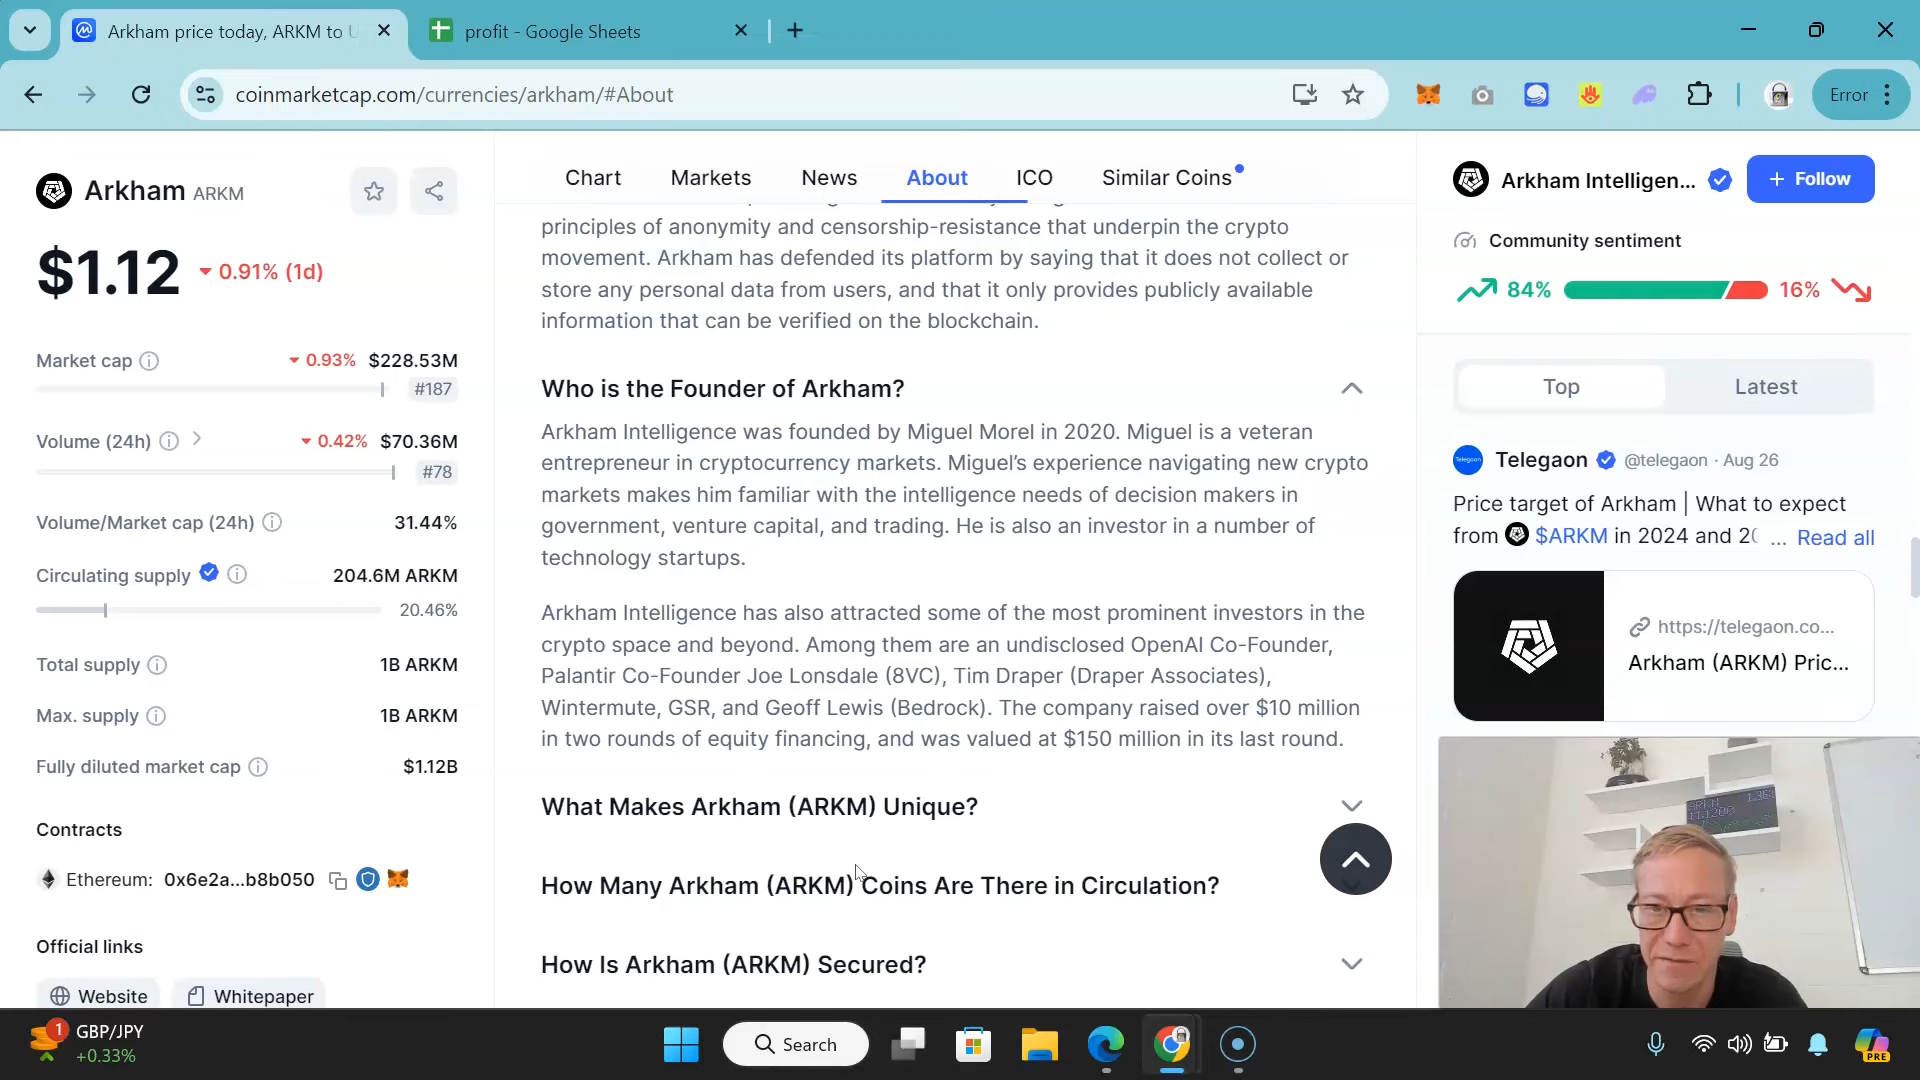 Arkham price today, ARKM to U
profit - Google Sheets
coinmarketcap.com/currencies/arkham/#About
Error
Arkham ARKM
$1.12 0.91% (1d)
Market cap 0.93% $228.53M
#187
Volume (24h) 0.42% $70.36M
#78
Volume/Market cap (24h) 31.44%
Circulating supply 204.6M ARKM
20.46%
Total supply 1B ARKM
Max. supply 1B ARKM
Fully diluted market cap $1.12B
Contracts
Ethereum: 0x6e2a...b8b050
Official links
Website Whitepaper
Chart Markets News About ICO Similar Coins
principles of anonymity and censorship-resistance that underpin the crypto
movement. Arkham has defended its platform by saying that it does not collect or
store any personal data from users, and that it only provides publicly available
information that can be verified on the blockchain.
Who is the Founder of Arkham?
Arkham Intelligence was founded by Miguel Morel in 2020. Miguel is a veteran
entrepreneur in cryptocurrency markets. Miguel’s experience navigating new crypto
markets makes him familiar with the intelligence needs of decision makers in
government, venture capital, and trading. He is also an investor in a number of
technology startups.
Arkham Intelligence has also attracted some of the most prominent investors in the
crypto space and beyond. Among them are an undisclosed OpenAI Co-Founder,
Palantir Co-Founder Joe Lonsdale (8VC), Tim Draper (Draper Associates),
Wintermute, GSR, and Geoff Lewis (Bedrock). The company raised over $10 million
in two rounds of equity financing, and was valued at $150 million in its last round.
What Makes Arkham (ARKM) Unique?
How Many Arkham (ARKM) Coins Are There in Circulation?
How Is Arkham (ARKM) Secured?
Arkham Intelligen... + Follow
Community sentiment
84% 16%
Top Latest
Telegaon @telegaon · Aug 26
Price target of Arkham | What to expect
from $ARKM in 2024 and 20 ... Read all
https://telegaon.co...
Arkham (ARKM) Pric...
1
GBP/JPY
+0.33%
Search
PRE